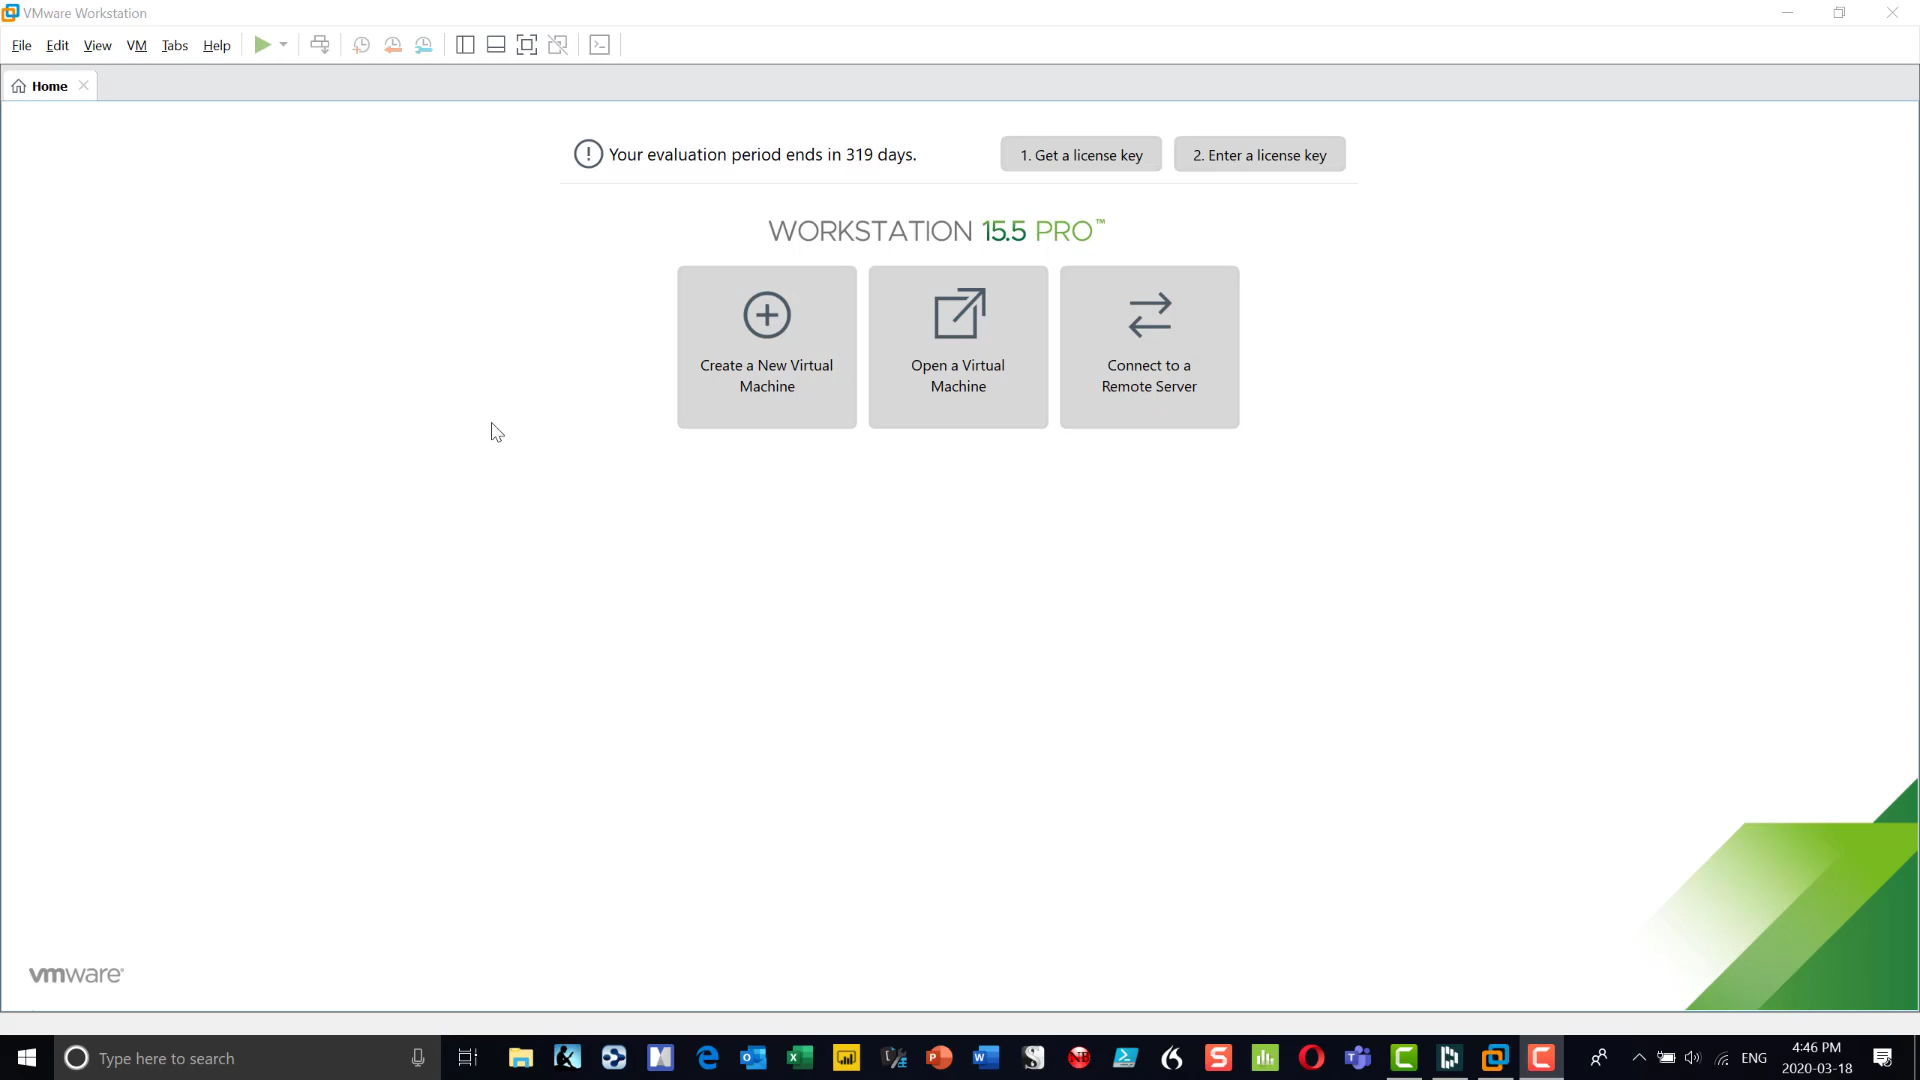 VMware Workstation
File Edit View VM Tabs Help
Home
Your evaluation period ends in 319 days.
1. Get a license key
2. Enter a license key
WORKSTATION 15.5 PRO™
Create a New Virtual
Machine
Open a Virtual
Machine
Connect to a
Remote Server
vmware®
Type here to search
ENG
4:46 PM
2020-03-18